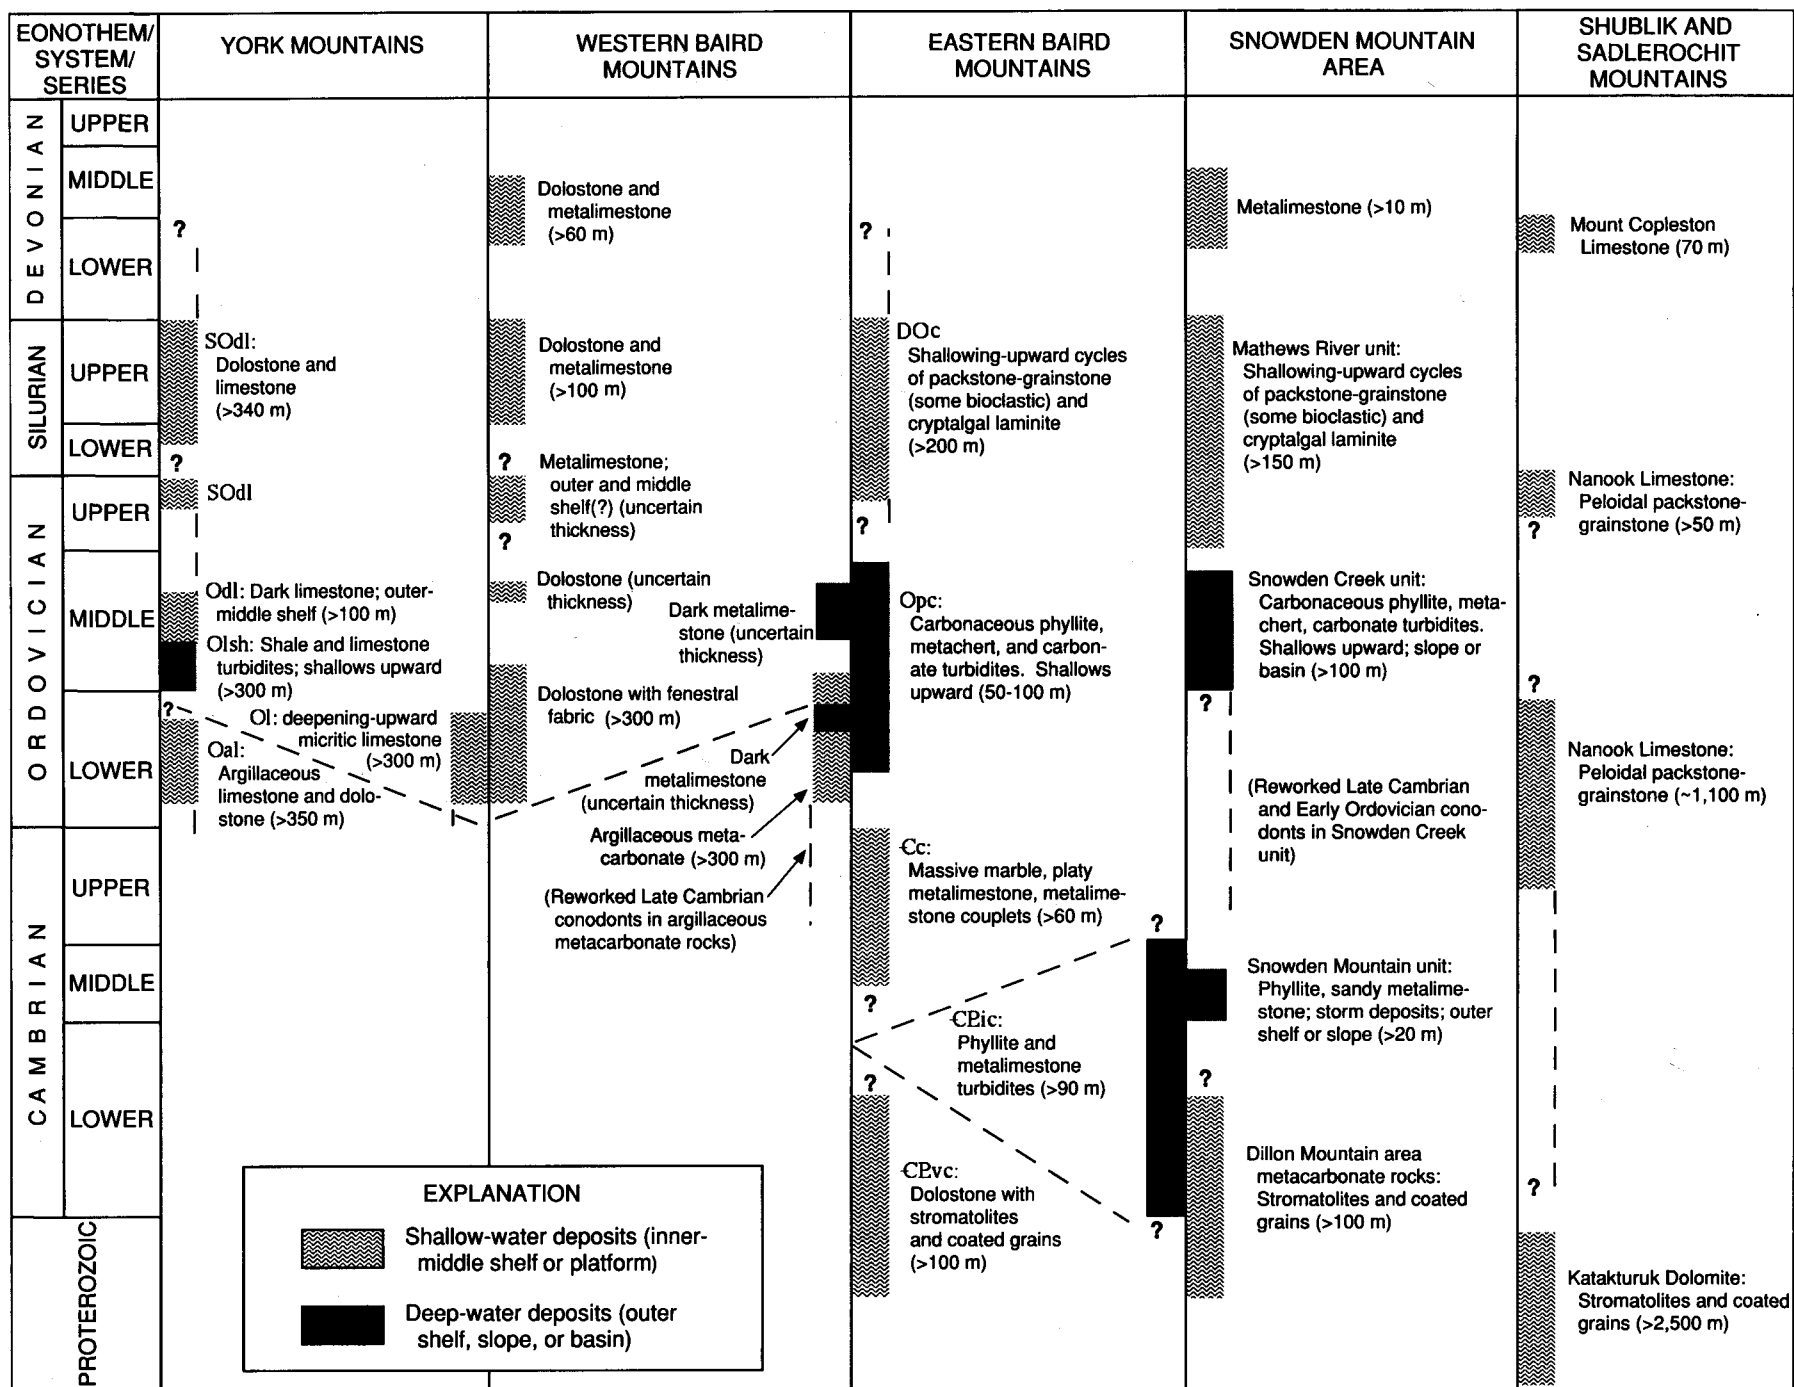 EONOTHEM/
SYSTEM/
SERIES
YORK MOUNTAINS
WESTERN BAIRD
MOUNTAINS
EASTERN BAIRD
MOUNTAINS
SNOWDEN MOUNTAIN
AREA
SHUBLIK AND
SADLEROCHIT
MOUNTAINS
DEVONIAN
UPPER
MIDDLE
LOWER
SILURIAN
UPPER
LOWER
ORDOVICIAN
UPPER
MIDDLE
LOWER
CAMBRIAN
UPPER
MIDDLE
LOWER
PROTEROZOIC
?
SOdl:
Dolostone and
limestone
(>340 m)
?
SOdl
Odl: Dark limestone; outer-
middle shelf (>100 m)
Olsh: Shale and limestone
turbidites; shallows upward
(>300 m)
?
Ol: deepening-upward
micritic limestone
(>300 m)
Oal:
Argillaceous
limestone and dolo-
stone (>350 m)
Dolostone and
metalimestone
(>60 m)
Dolostone and
metalimestone
(>100 m)
?
Metalimestone;
outer and middle
shelf(?) (uncertain
thickness)
?
Dolostone (uncertain
thickness)
Dark metalime-
stone (uncertain
thickness)
Dolostone with fenestral
fabric (>300 m)
Dark
metalimestone
(uncertain thickness)
Argillaceous meta-
carbonate (>300 m)
(Reworked Late Cambrian
conodonts in argillaceous
metacarbonate rocks)
?
DOc
Shallowing-upward cycles
of packstone-grainstone
(some bioclastic) and
cryptalgal laminite
(>200 m)
?
Opc:
Carbonaceous phyllite,
metachert, and carbon-
ate turbidites. Shallows
upward (50-100 m)
Ꞓc:
Massive marble, platy
metalimestone, metalime-
stone couplets (>60 m)
?
?
ꞒPic:
Phyllite and
metalimestone
turbidites (>90 m)
?
ꞒPvc:
Dolostone with
stromatolites
and coated grains
(>100 m)
?
Metalimestone (>10 m)
Mathews River unit:
Shallowing-upward cycles
of packstone-grainstone
(some bioclastic) and
cryptalgal laminite
(>150 m)
Snowden Creek unit:
Carbonaceous phyllite, meta-
chert, carbonate turbidites.
Shallows upward; slope or
basin (>100 m)
?
(Reworked Late Cambrian
and Early Ordovician cono-
donts in Snowden Creek
unit)
Snowden Mountain unit:
Phyllite, sandy metalime-
stone; storm deposits; outer
shelf or slope (>20 m)
?
Dillon Mountain area
metacarbonate rocks:
Stromatolites and coated
grains (>100 m)
Mount Copleston
Limestone (70 m)
Nanook Limestone:
Peloidal packstone-
grainstone (>50 m)
?
?
Nanook Limestone:
Peloidal packstone-
grainstone (~1,100 m)
?
Katakturuk Dolomite:
Stromatolites and coated
grains (>2,500 m)
EXPLANATION
Shallow-water deposits (inner-
middle shelf or platform)
Deep-water deposits (outer
shelf, slope, or basin)